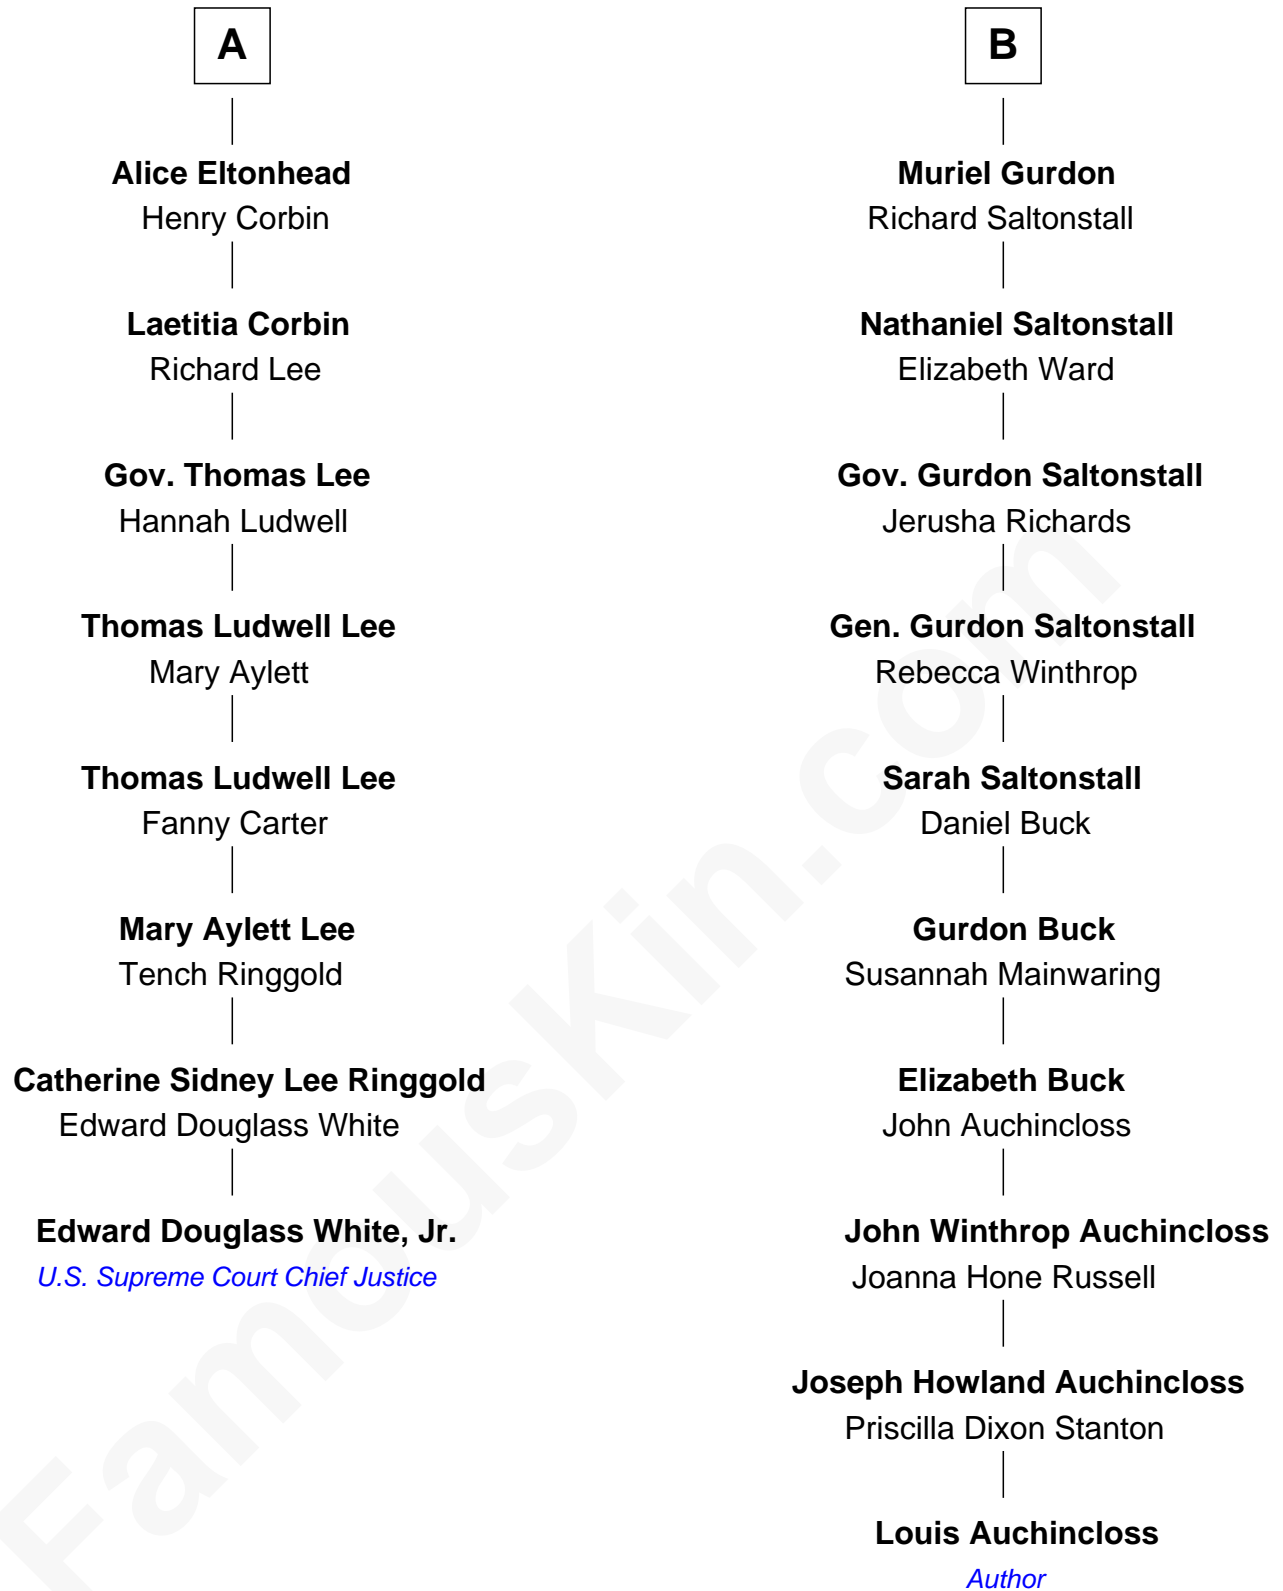 A
Alice Eltonhead
Henry Corbin
Laetitia Corbin
Richard Lee
Gov. Thomas Lee
Hannah Ludwell
Thomas Ludwell Lee
Mary Aylett
Thomas Ludwell Lee
Fanny Carter
Mary Aylett Lee
Tench Ringgold
Catherine Sidney Lee Ringgold
Edward Douglass White
Edward Douglass White, Jr.
U.S. Supreme Court Chief Justice
B
Muriel Gurdon
Richard Saltonstall
Nathaniel Saltonstall
Elizabeth Ward
Gov. Gurdon Saltonstall
Jerusha Richards
Gen. Gurdon Saltonstall
Rebecca Winthrop
Sarah Saltonstall
Daniel Buck
Gurdon Buck
Susannah Mainwaring
Elizabeth Buck
John Auchincloss
John Winthrop Auchincloss
Joanna Hone Russell
Joseph Howland Auchincloss
Priscilla Dixon Stanton
Louis Auchincloss
Author
FamousKin.com